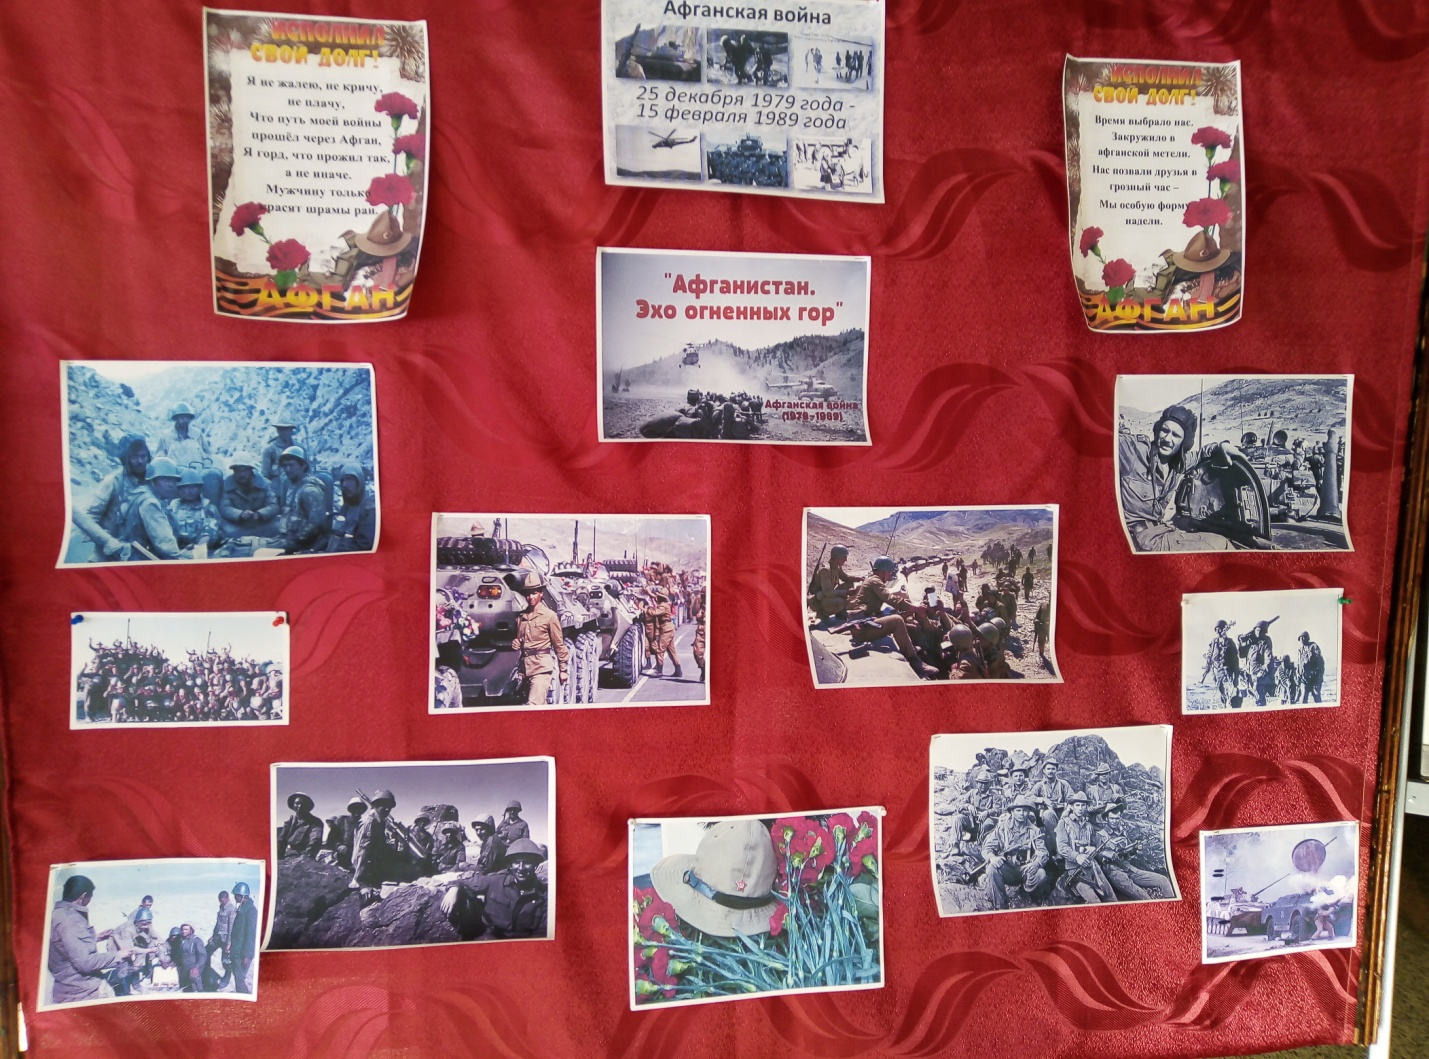 ИСПОЛНИЛ
СВОЙ ДОЛГ!
Я не жалею, не кричу,
не плачу,
Что путь моей войны
прошёл через Афган,
Я горд, что прожил так,
а не иначе.
Мужчину только
красят шрамы ран.
АФГАН
Афганская война
25 декабря 1979 года -
15 февраля 1989 года
"Афганистан.
Эхо огненных гор"
Афганская война
(1979-1989)
ИСПОЛНИЛ
СВОЙ ДОЛГ!
Время выбрало нас.
Закружило в
афганской метели.
Нас позвали друзья в
грозный час –
Мы особую форму
надели.
АФГАН